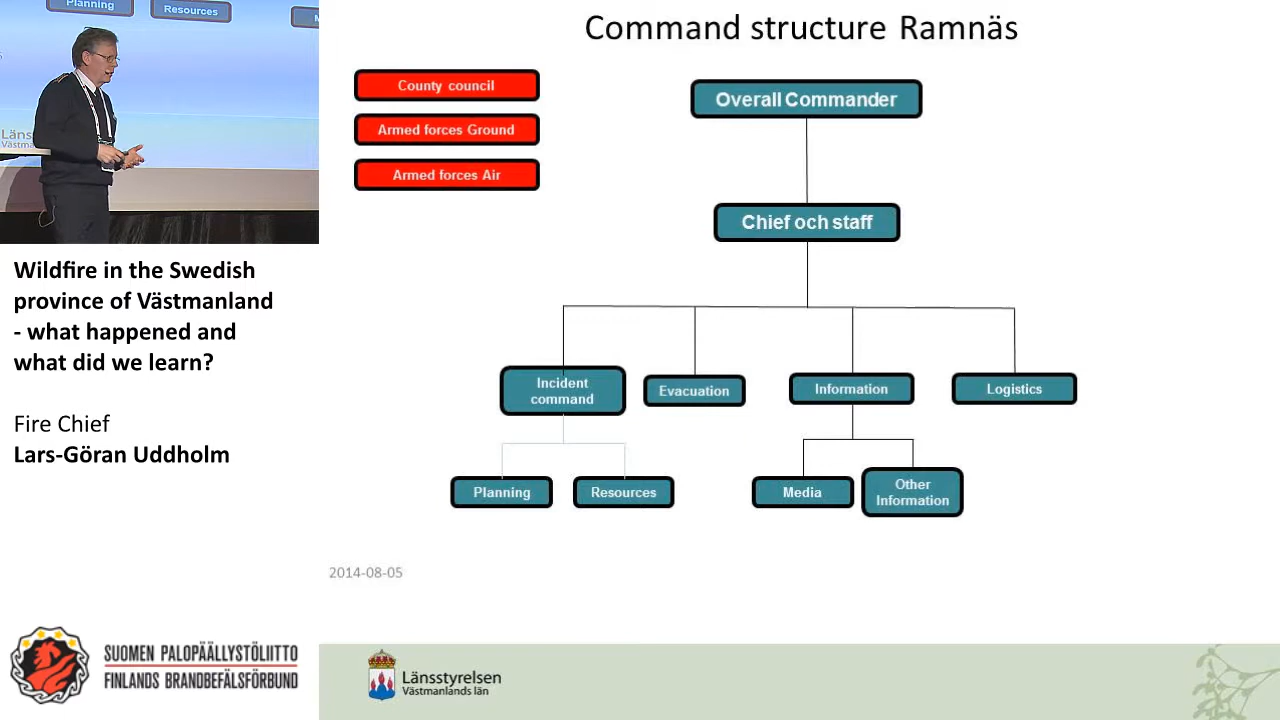 Planning
Resources
M
Läns
Västma
Wildfire in the Swedish
province of Västmanland
- what happened and
what did we learn?
Fire Chief
Lars-Göran Uddholm
SUOMEN PALOPÄÄLLYSTÖLIITTO
FINLANDS BRANDBEFÄLSFÖRBUND
Command structure Ramnäs
County council
Armed forces Ground
Armed forces Air
Overall Commander
Chief och staff
Incident
command
Evacuation
Information
Logistics
Planning
Resources
Media
Other
Information
2014-08-05
Länsstyrelsen
Västmanlands län